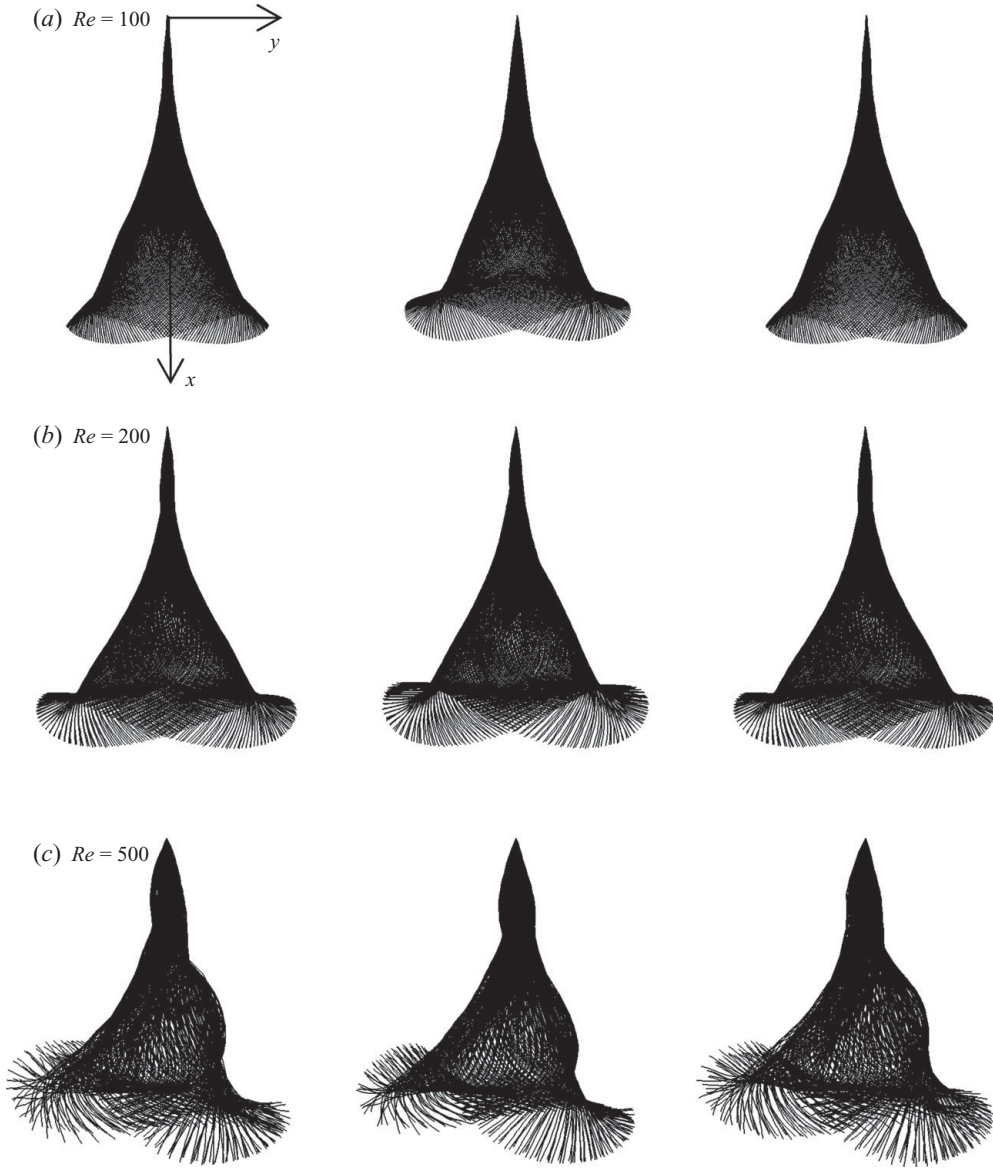 (a) Re = 100
y
x
(b) Re = 200
(c) Re = 500